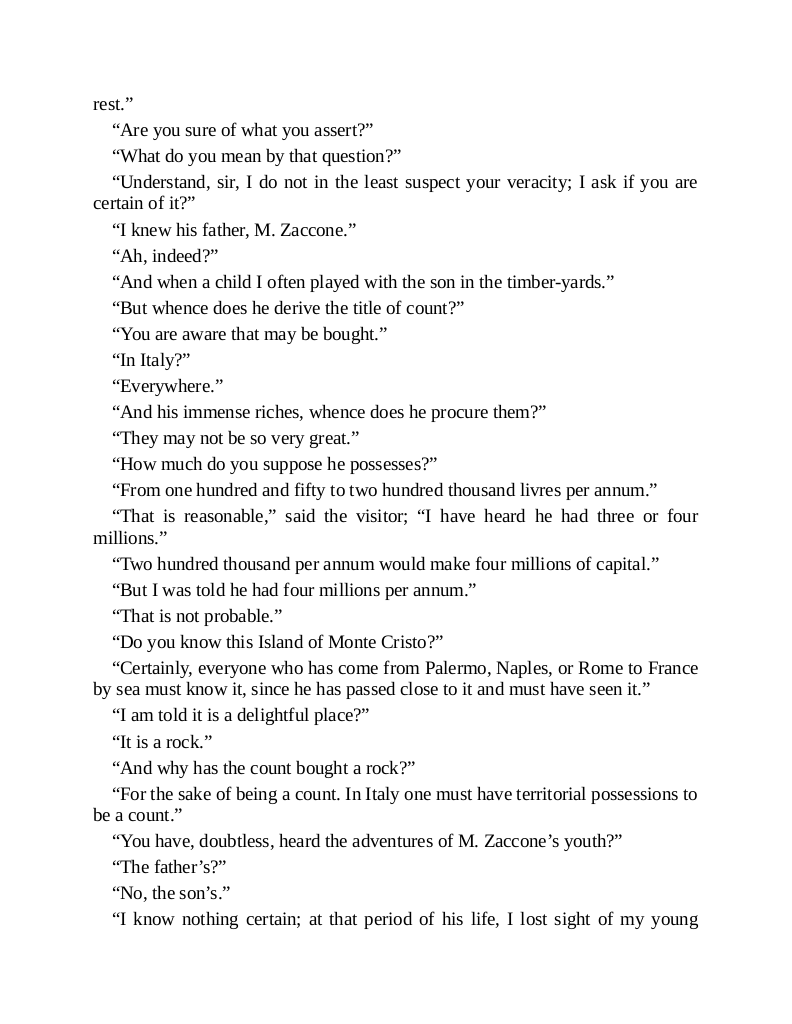 rest.”
“Are you sure of what you assert?”
“What do you mean by that question?”
“Understand, sir, I do not in the least suspect your veracity; I ask if you are
certain of it?”
“I knew his father, M. Zaccone.”
“Ah, indeed?”
“And when a child I often played with the son in the timber-yards.”
“But whence does he derive the title of count?”
“You are aware that may be bought.”
“In Italy?”
“Everywhere.”
“And his immense riches, whence does he procure them?”
“They may not be so very great.”
“How much do you suppose he possesses?”
“From one hundred and fifty to two hundred thousand livres per annum.”
“That is reasonable,” said the visitor; “I have heard he had three or four
millions.”
“Two hundred thousand per annum would make four millions of capital.”
“But I was told he had four millions per annum.”
“That is not probable.”
“Do you know this Island of Monte Cristo?”
“Certainly, everyone who has come from Palermo, Naples, or Rome to France
by sea must know it, since he has passed close to it and must have seen it.”
“I am told it is a delightful place?”
“It is a rock.”
“And why has the count bought a rock?”
“For the sake of being a count. In Italy one must have territorial possessions to
be a count.”
“You have, doubtless, heard the adventures of M. Zaccone’s youth?”
“The father’s?”
“No, the son’s.”
“I know nothing certain; at that period of his life, I lost sight of my young